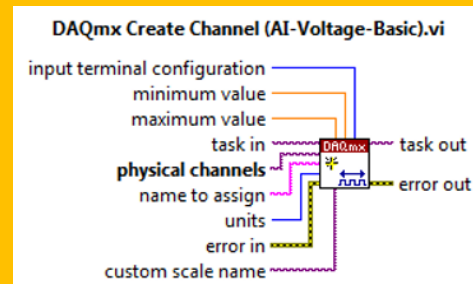 DAQmx Create Channel (AI-Voltage-Basic).vi
input terminal configuration
minimum value
maximum value
task in
physical channels
name to assign
units
error in
custom scale name
DAQmx
task out
error out